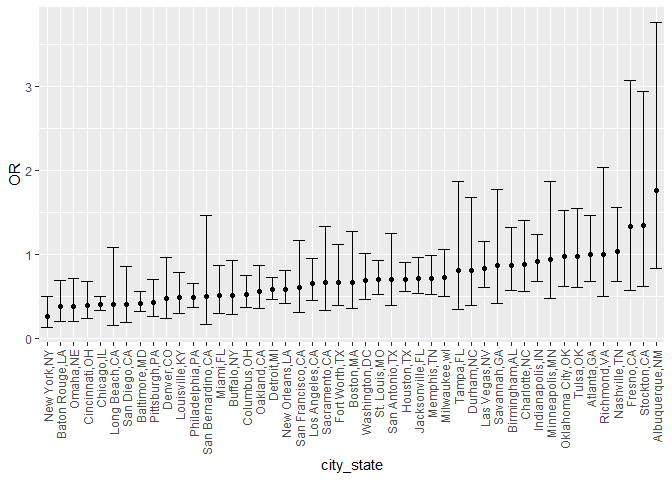 OR
3
2
1
0
New York,NY
Baton Rouge,LA
Omaha,NE
Cincinnati,OH
Chicago,IL
Long Beach,CA
San Diego,CA
Baltimore,MD
Pittsburgh,PA
Denver,CO
Louisville,KY
Philadelphia,PA
San Bernardino,CA
Miami,FL
Buffalo,NY
Columbus,OH
Oakland,CA
Detroit,MI
New Orleans,LA
San Francisco,CA
Los Angeles,CA
Sacramento,CA
Fort Worth,TX
Boston,MA
Washington,DC
St. Louis,MO
San Antonio,TX
Houston,TX
Jacksonville,FL
Memphis,TN
Milwaukee,wI
Tampa,FL
Durham,NC
Las Vegas,NV
Savannah,GA
Birmingham,AL
Charlotte,NC
Indianapolis,IN
Minneapolis,MN
Oklahoma City,OK
Tulsa,OK
Atlanta,GA
Richmond,VA
Nashville,TN
Fresno,CA
Stockton,CA
Albuquerque,NM
city_state